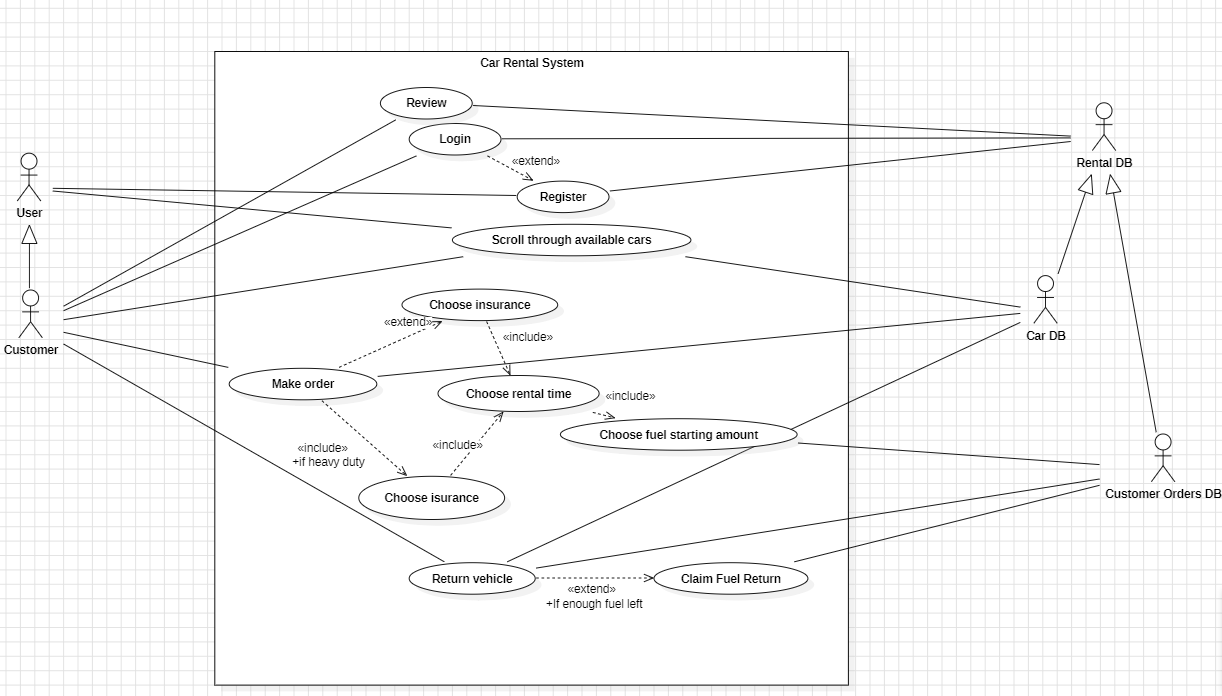 Car Rental System
Review
Login
«extend»
Rental DB
Register
User
Scroll through available cars
Choose insurance
«extend»
«include»
Car DB
Customer
Make order
Choose rental time
«include»
Choose fuel starting amount
«include»
«include»
+if heavy duty
Choose isurance
Customer Orders DB
Return vehicle
«extend»
+If enough fuel left
Claim Fuel Return